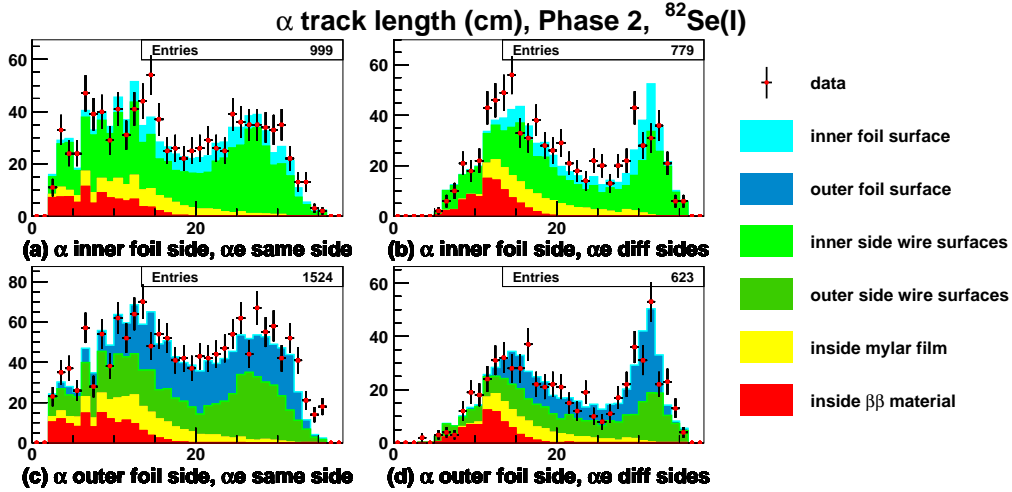 α track length (cm), Phase 2, ⁸²Se(I)
Entries 999
60
40
20
0
0 20
(a) α inner foil side, αe same side
Entries 779
60
40
20
0
0 20
(b) α inner foil side, αe diff sides
Entries 1524
80
60
40
20
0
0 20
(c) α outer foil side, αe same side
Entries 623
60
40
20
0
0 20
(d) α outer foil side, αe diff sides
data
inner foil surface
outer foil surface
inner side wire surfaces
outer side wire surfaces
inside mylar film
inside ββ material